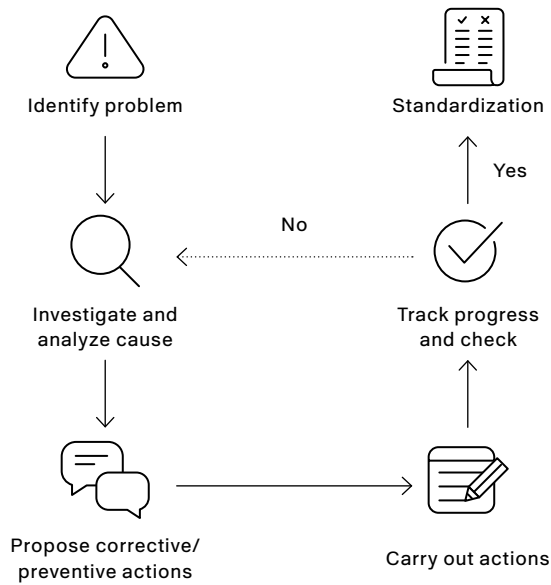 Identify problem
Standardization
Yes
No
Investigate and
analyze cause
Track progress
and check
Propose corrective/
preventive actions
Carry out actions